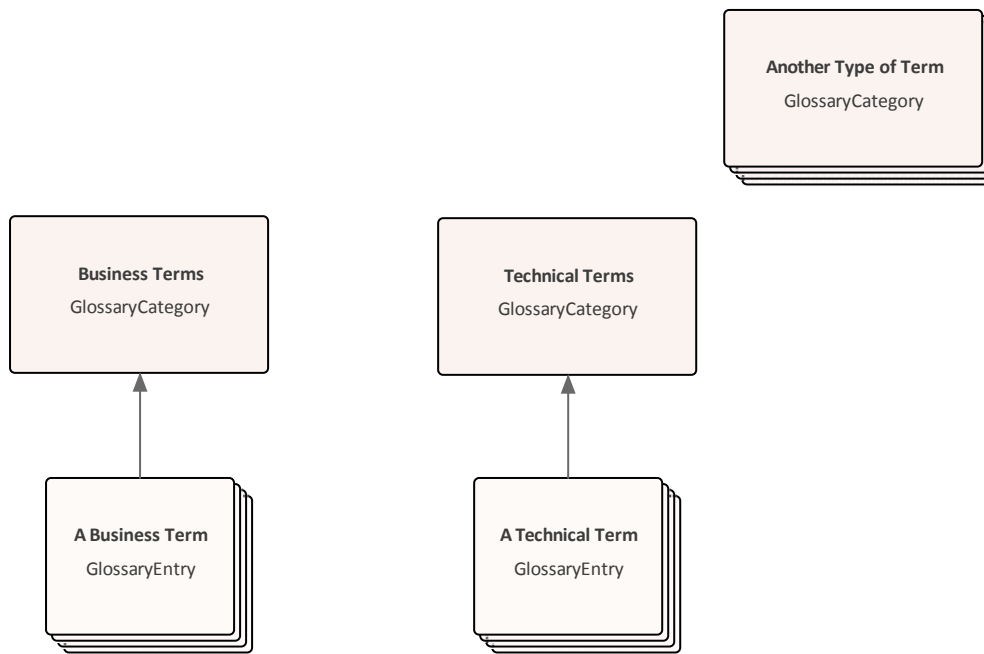 Another Type of Term
GlossaryCategory
Business Terms
GlossaryCategory
Technical Terms
GlossaryCategory
A Business Term
GlossaryEntry
A Technical Term
GlossaryEntry